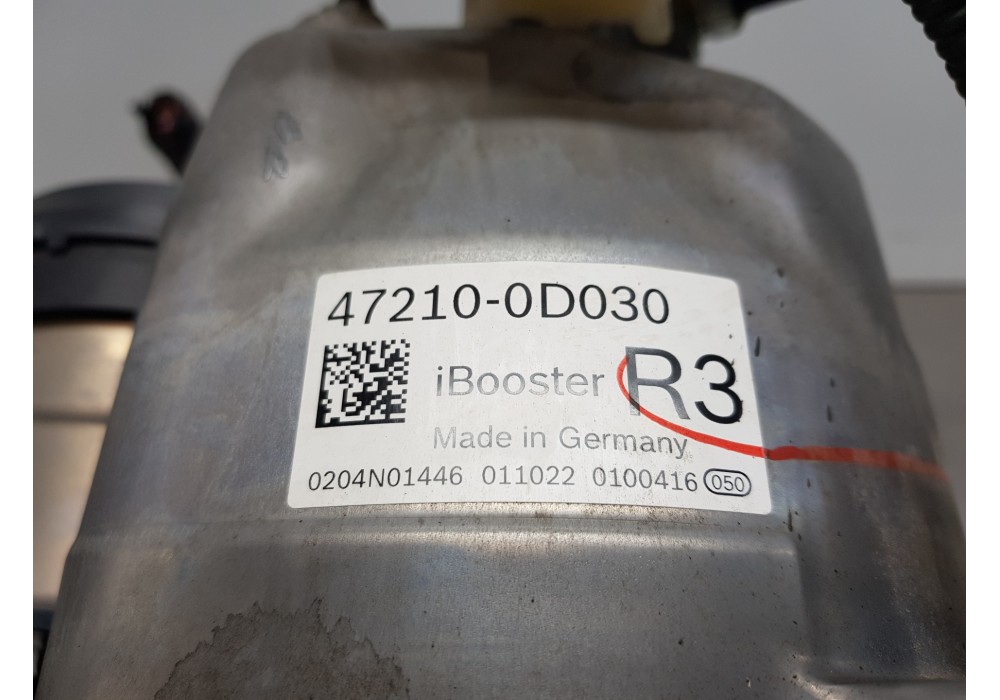 47210-0D030
iBooster R3
Made in Germany
0204N01446 011022 0100416 050